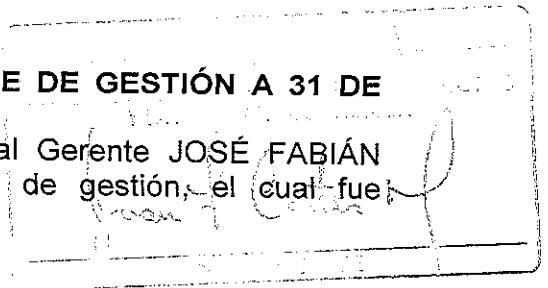 E DE GESTIÓN A 31 DE
al Gerente JOSÉ FABIÁN
de gestión, el cual fue